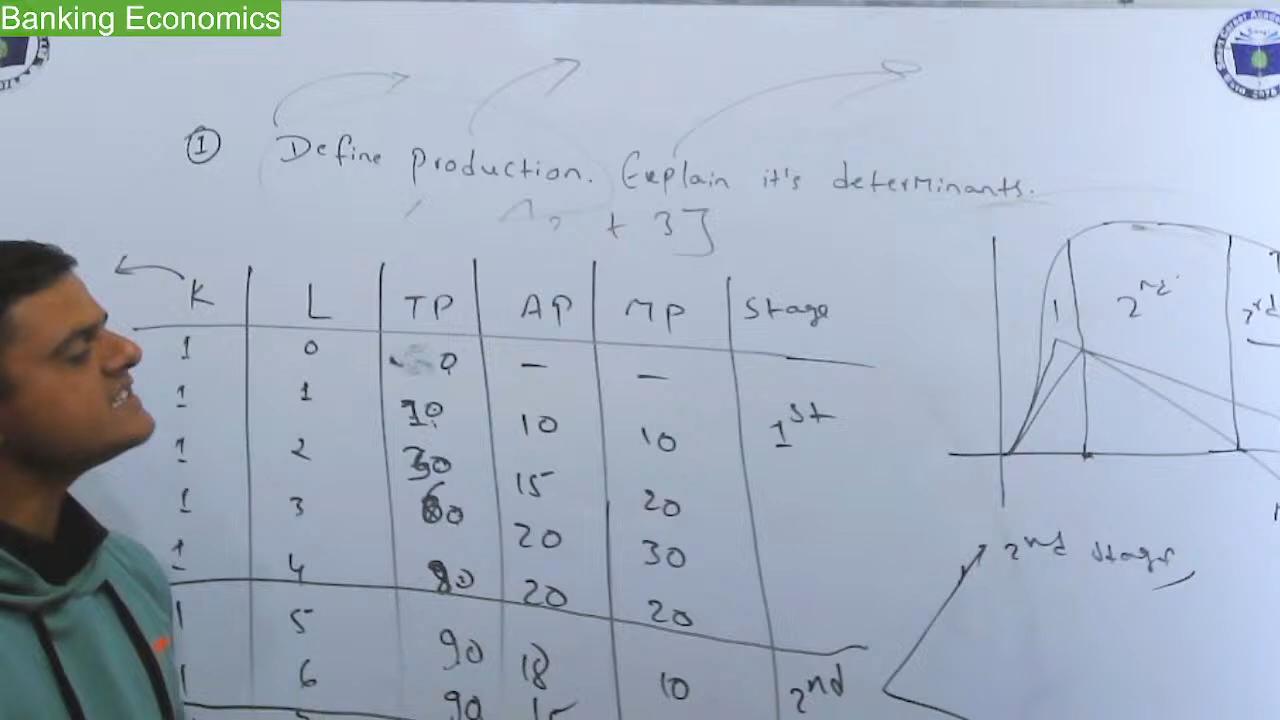 Banking Economics
① Define production. Explain it's determinants.
+ 3]
K L TP AP MP Stage
1 0 0 — —
1 1 10 10 10 1st
1 2 30 15 20
1 3 60 20 30
1 4 80 20 20
1 5 90 18 10 2nd
1 6 90 15
1 2nd
2nd stage